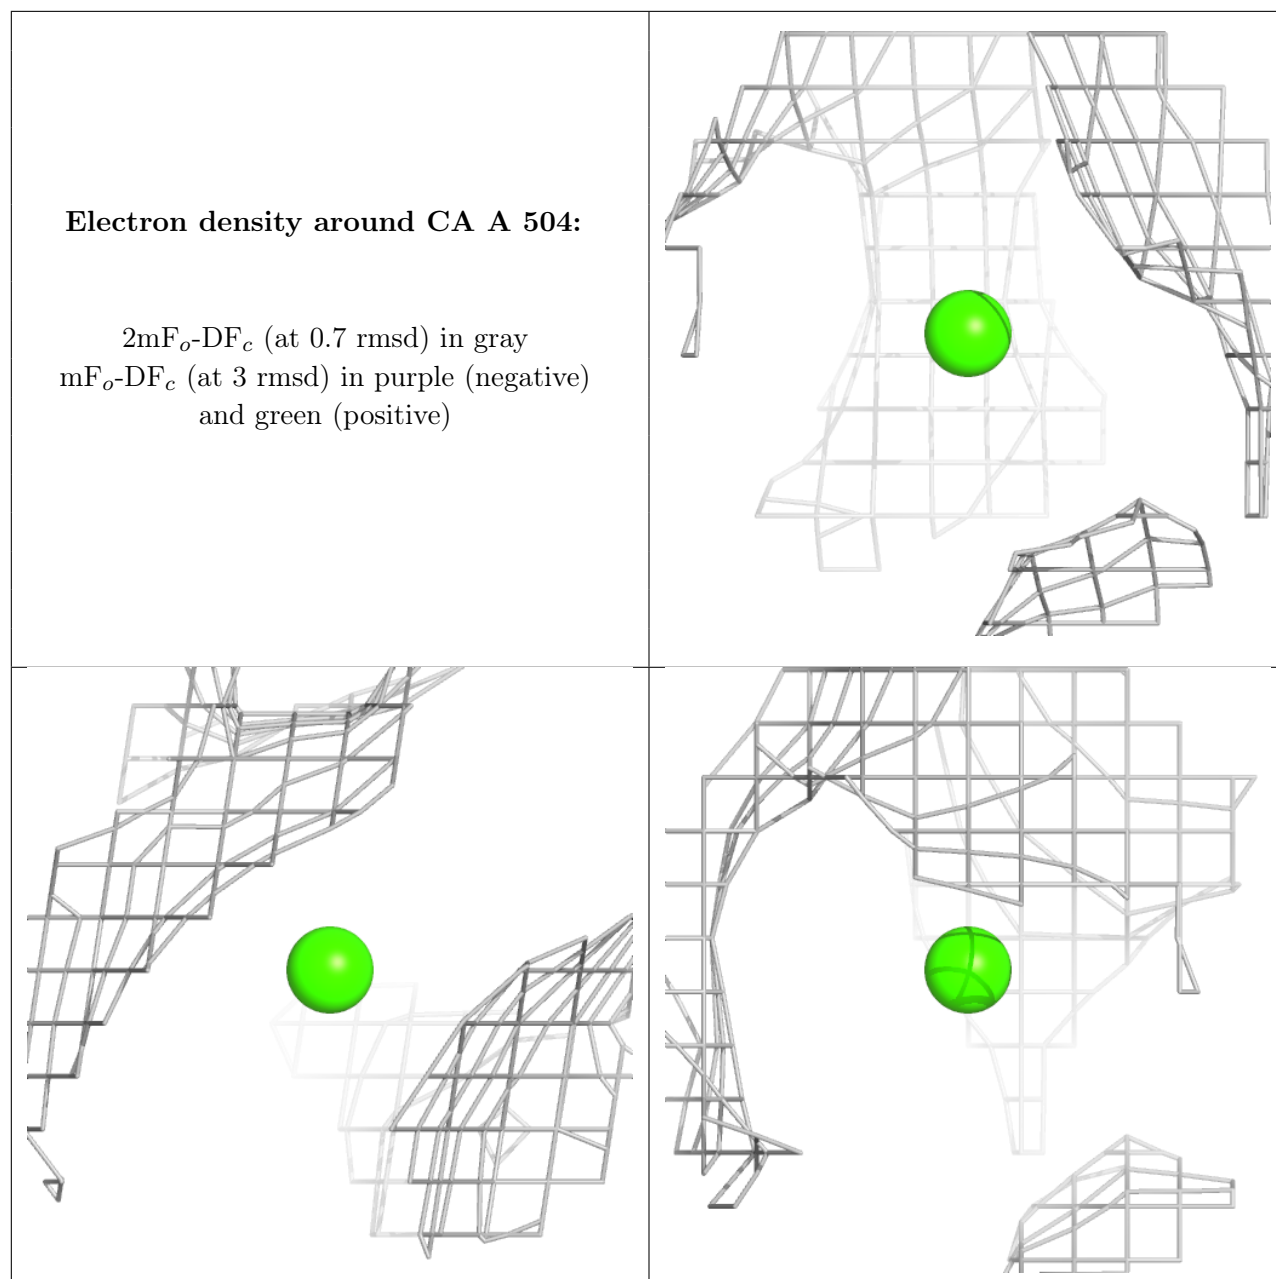 Electron density around CA A 504:
2mFo-DFc (at 0.7 rmsd) in gray
mFo-DFc (at 3 rmsd) in purple (negative)
and green (positive)